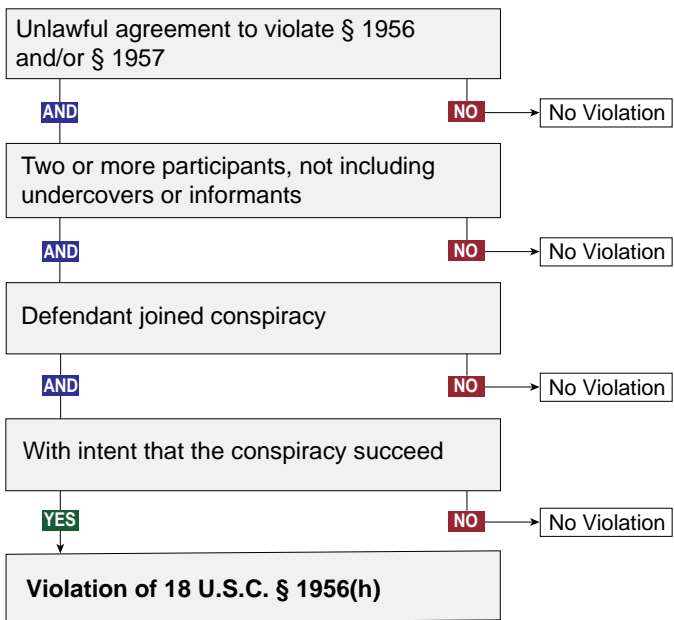 Unlawful agreement to violate § 1956
and/or § 1957
AND
NO
No Violation
Two or more participants, not including
undercovers or informants
AND
NO
No Violation
Defendant joined conspiracy
AND
NO
No Violation
With intent that the conspiracy succeed
YES
NO
No Violation
Violation of 18 U.S.C. § 1956(h)